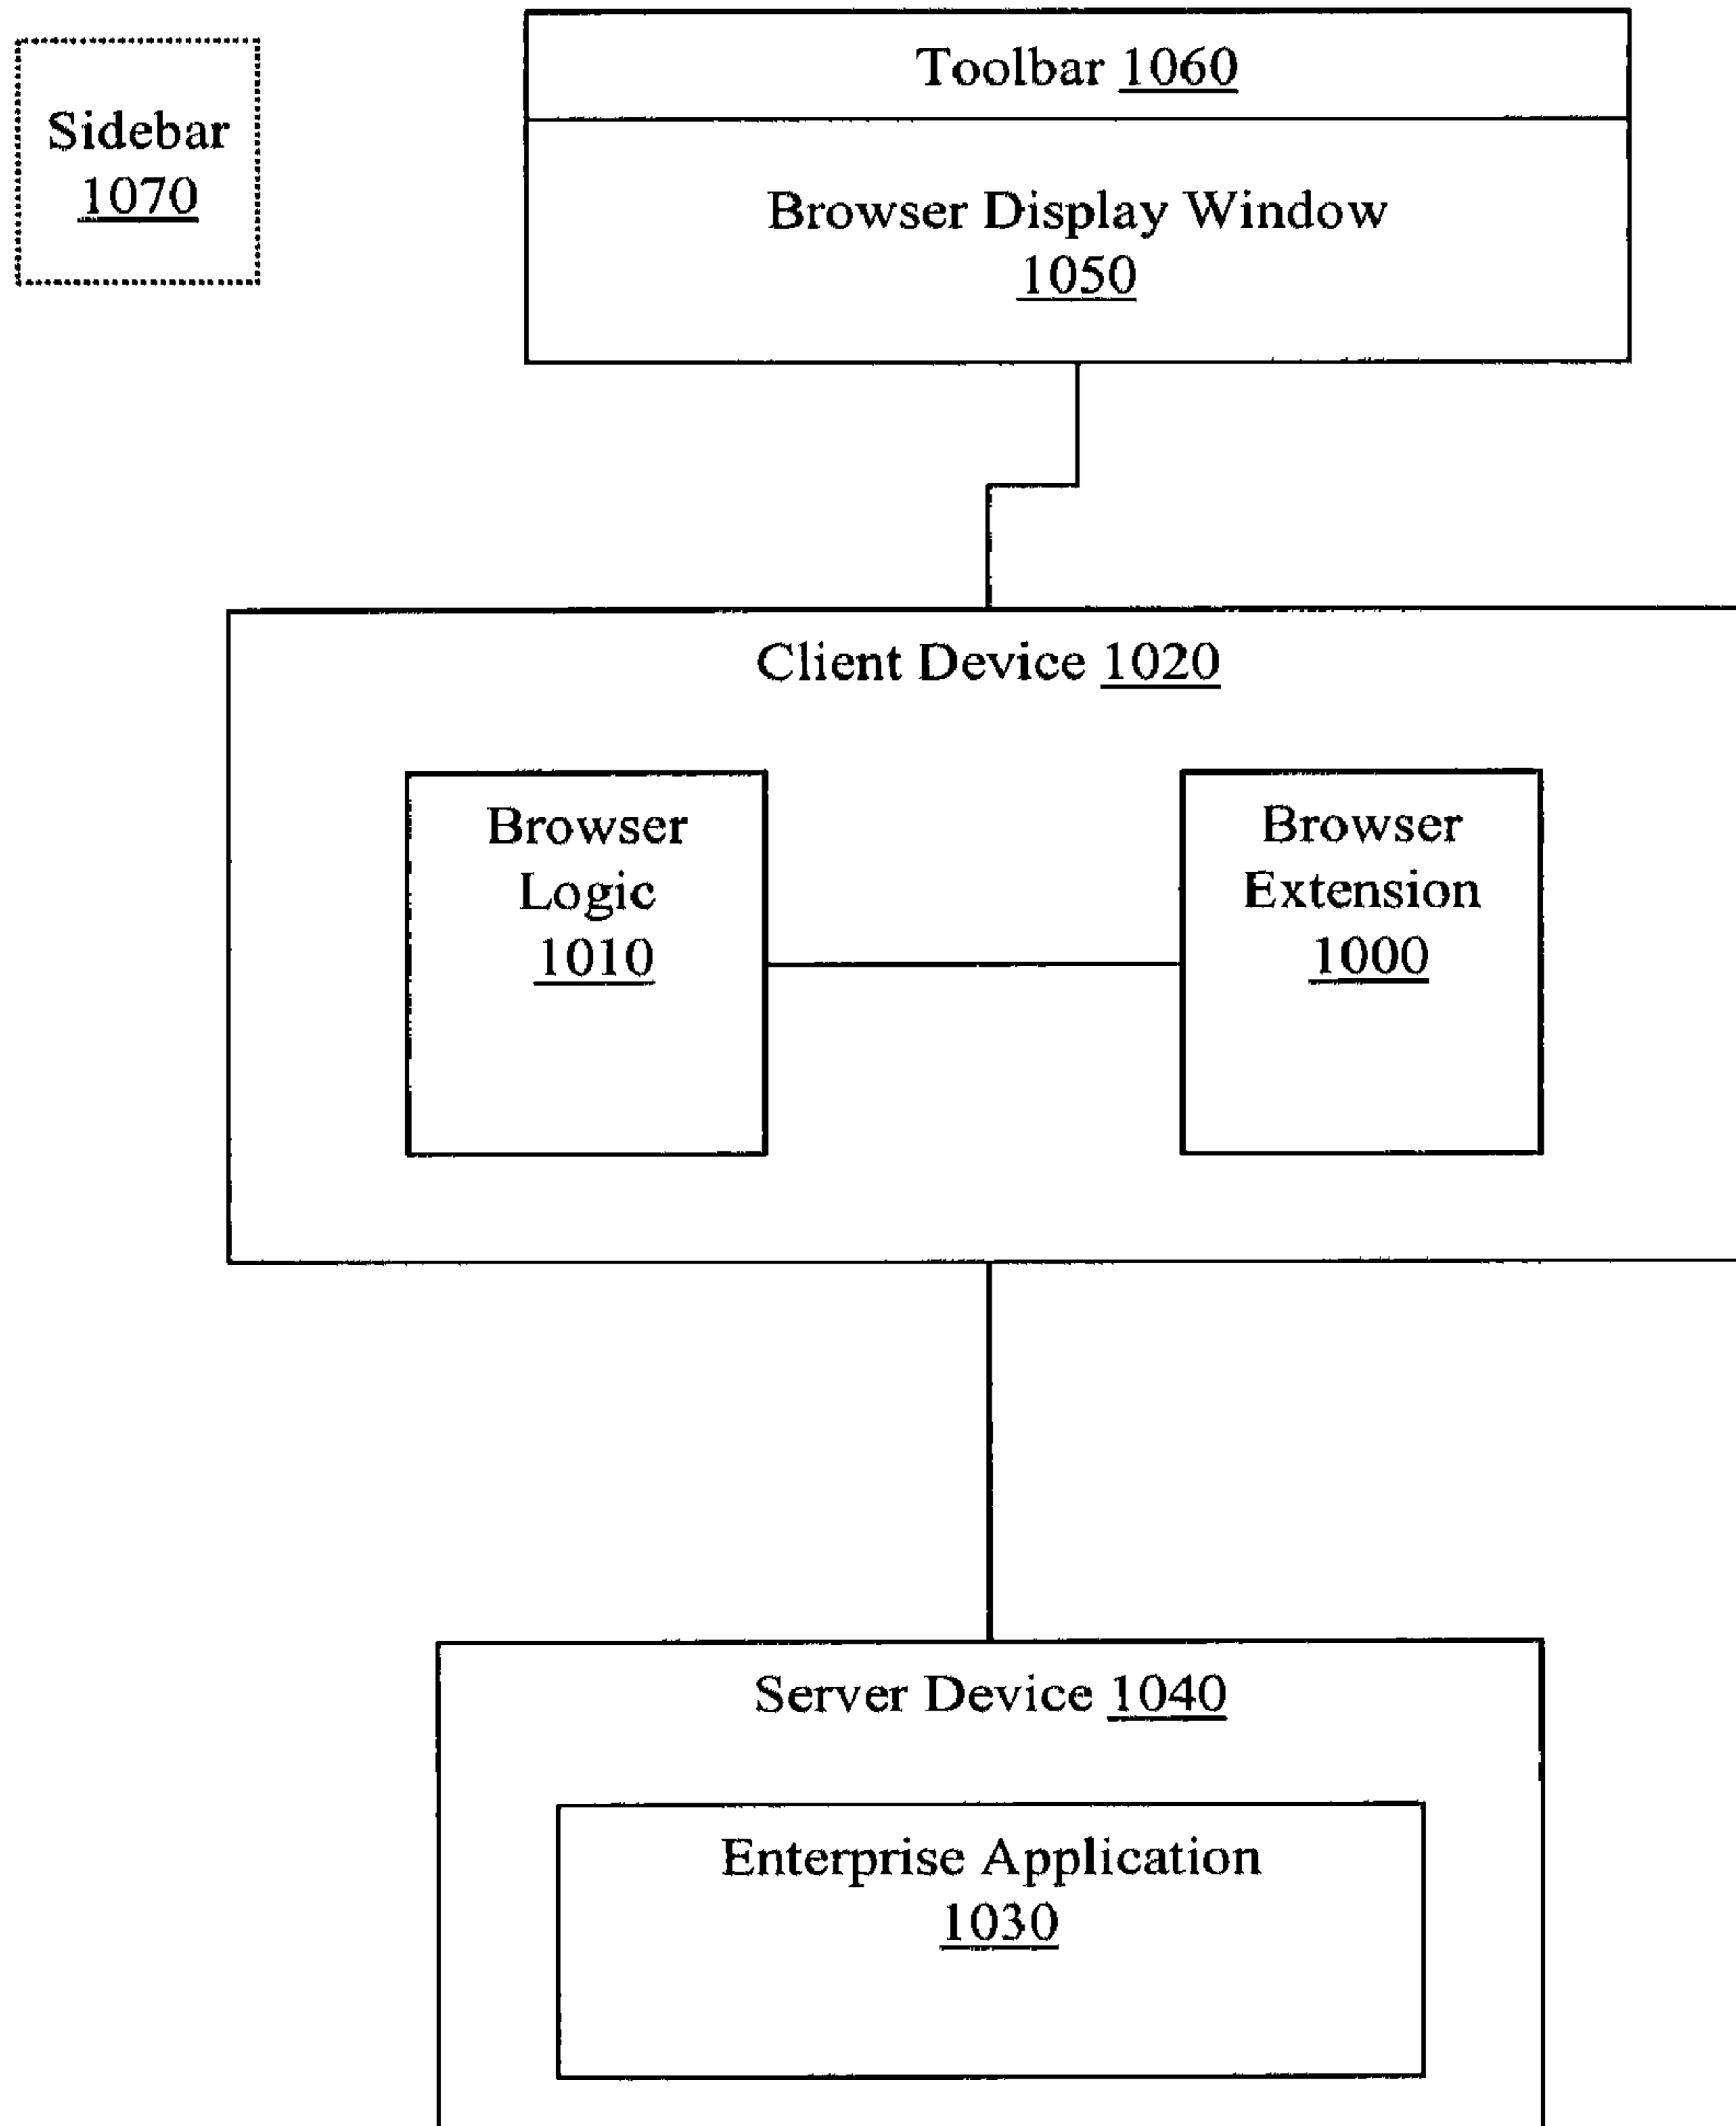 Toolbar 1060
Sidebar
1070
Browser Display Window
1050
Client Device 1020
Browser
Logic
1010
Browser
Extension
1000
Server Device 1040
Enterprise Application
1030